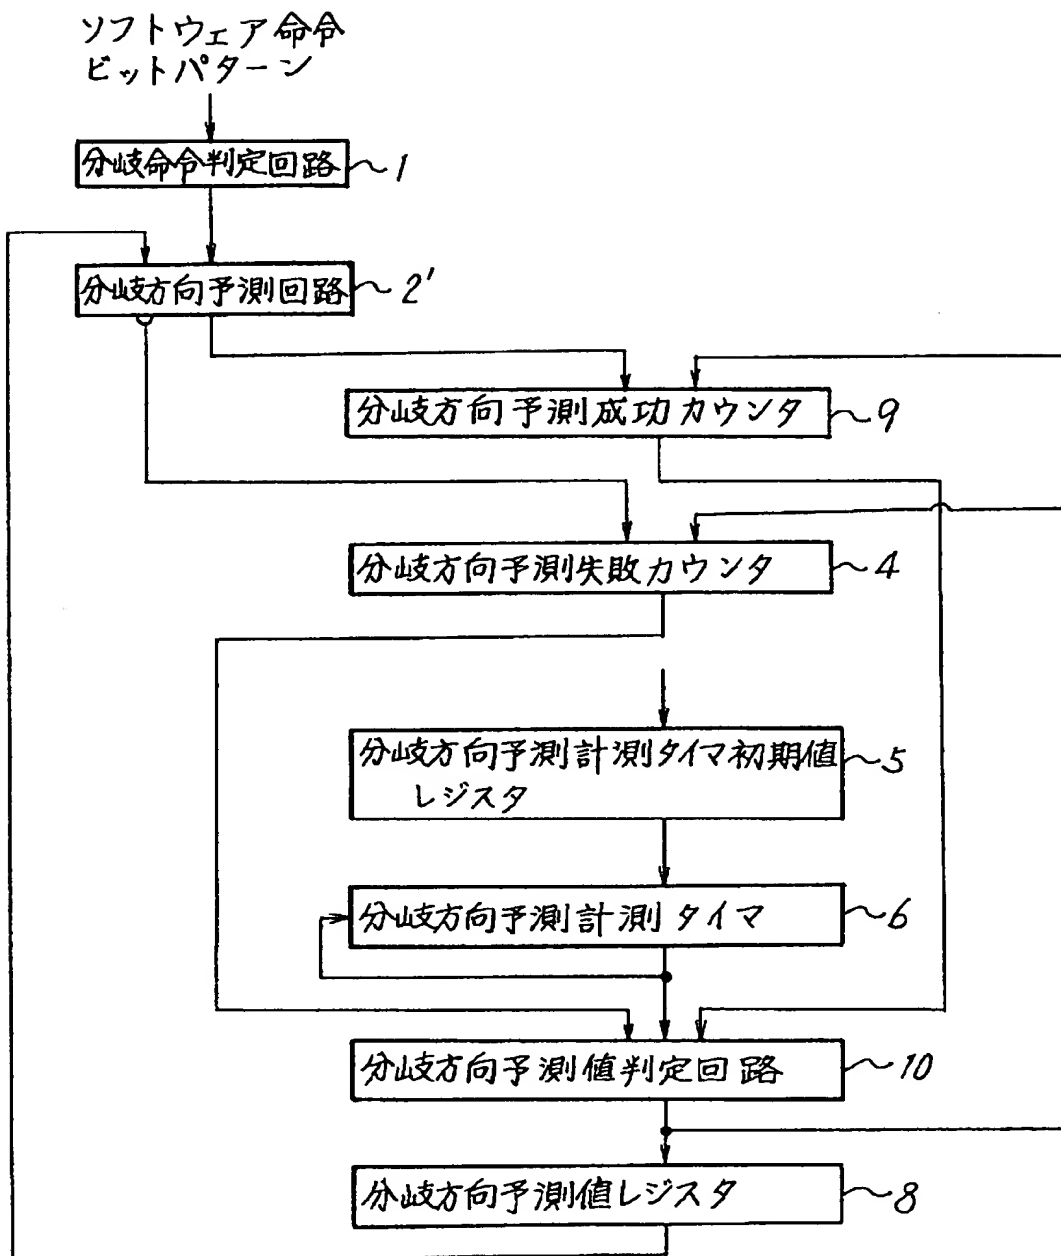 ソフトウェア命令
ビットパターン
分岐命令判定回路 1
分岐方向予測回路 2'
分岐方向予測成功カウンタ 9
分岐方向予測失敗カウンタ 4
分岐方向予測計測タイマ初期値 5
レジスタ
分岐方向予測計測タイマ 6
分岐方向予測値判定回路 10
分岐方向予測値レジスタ 8